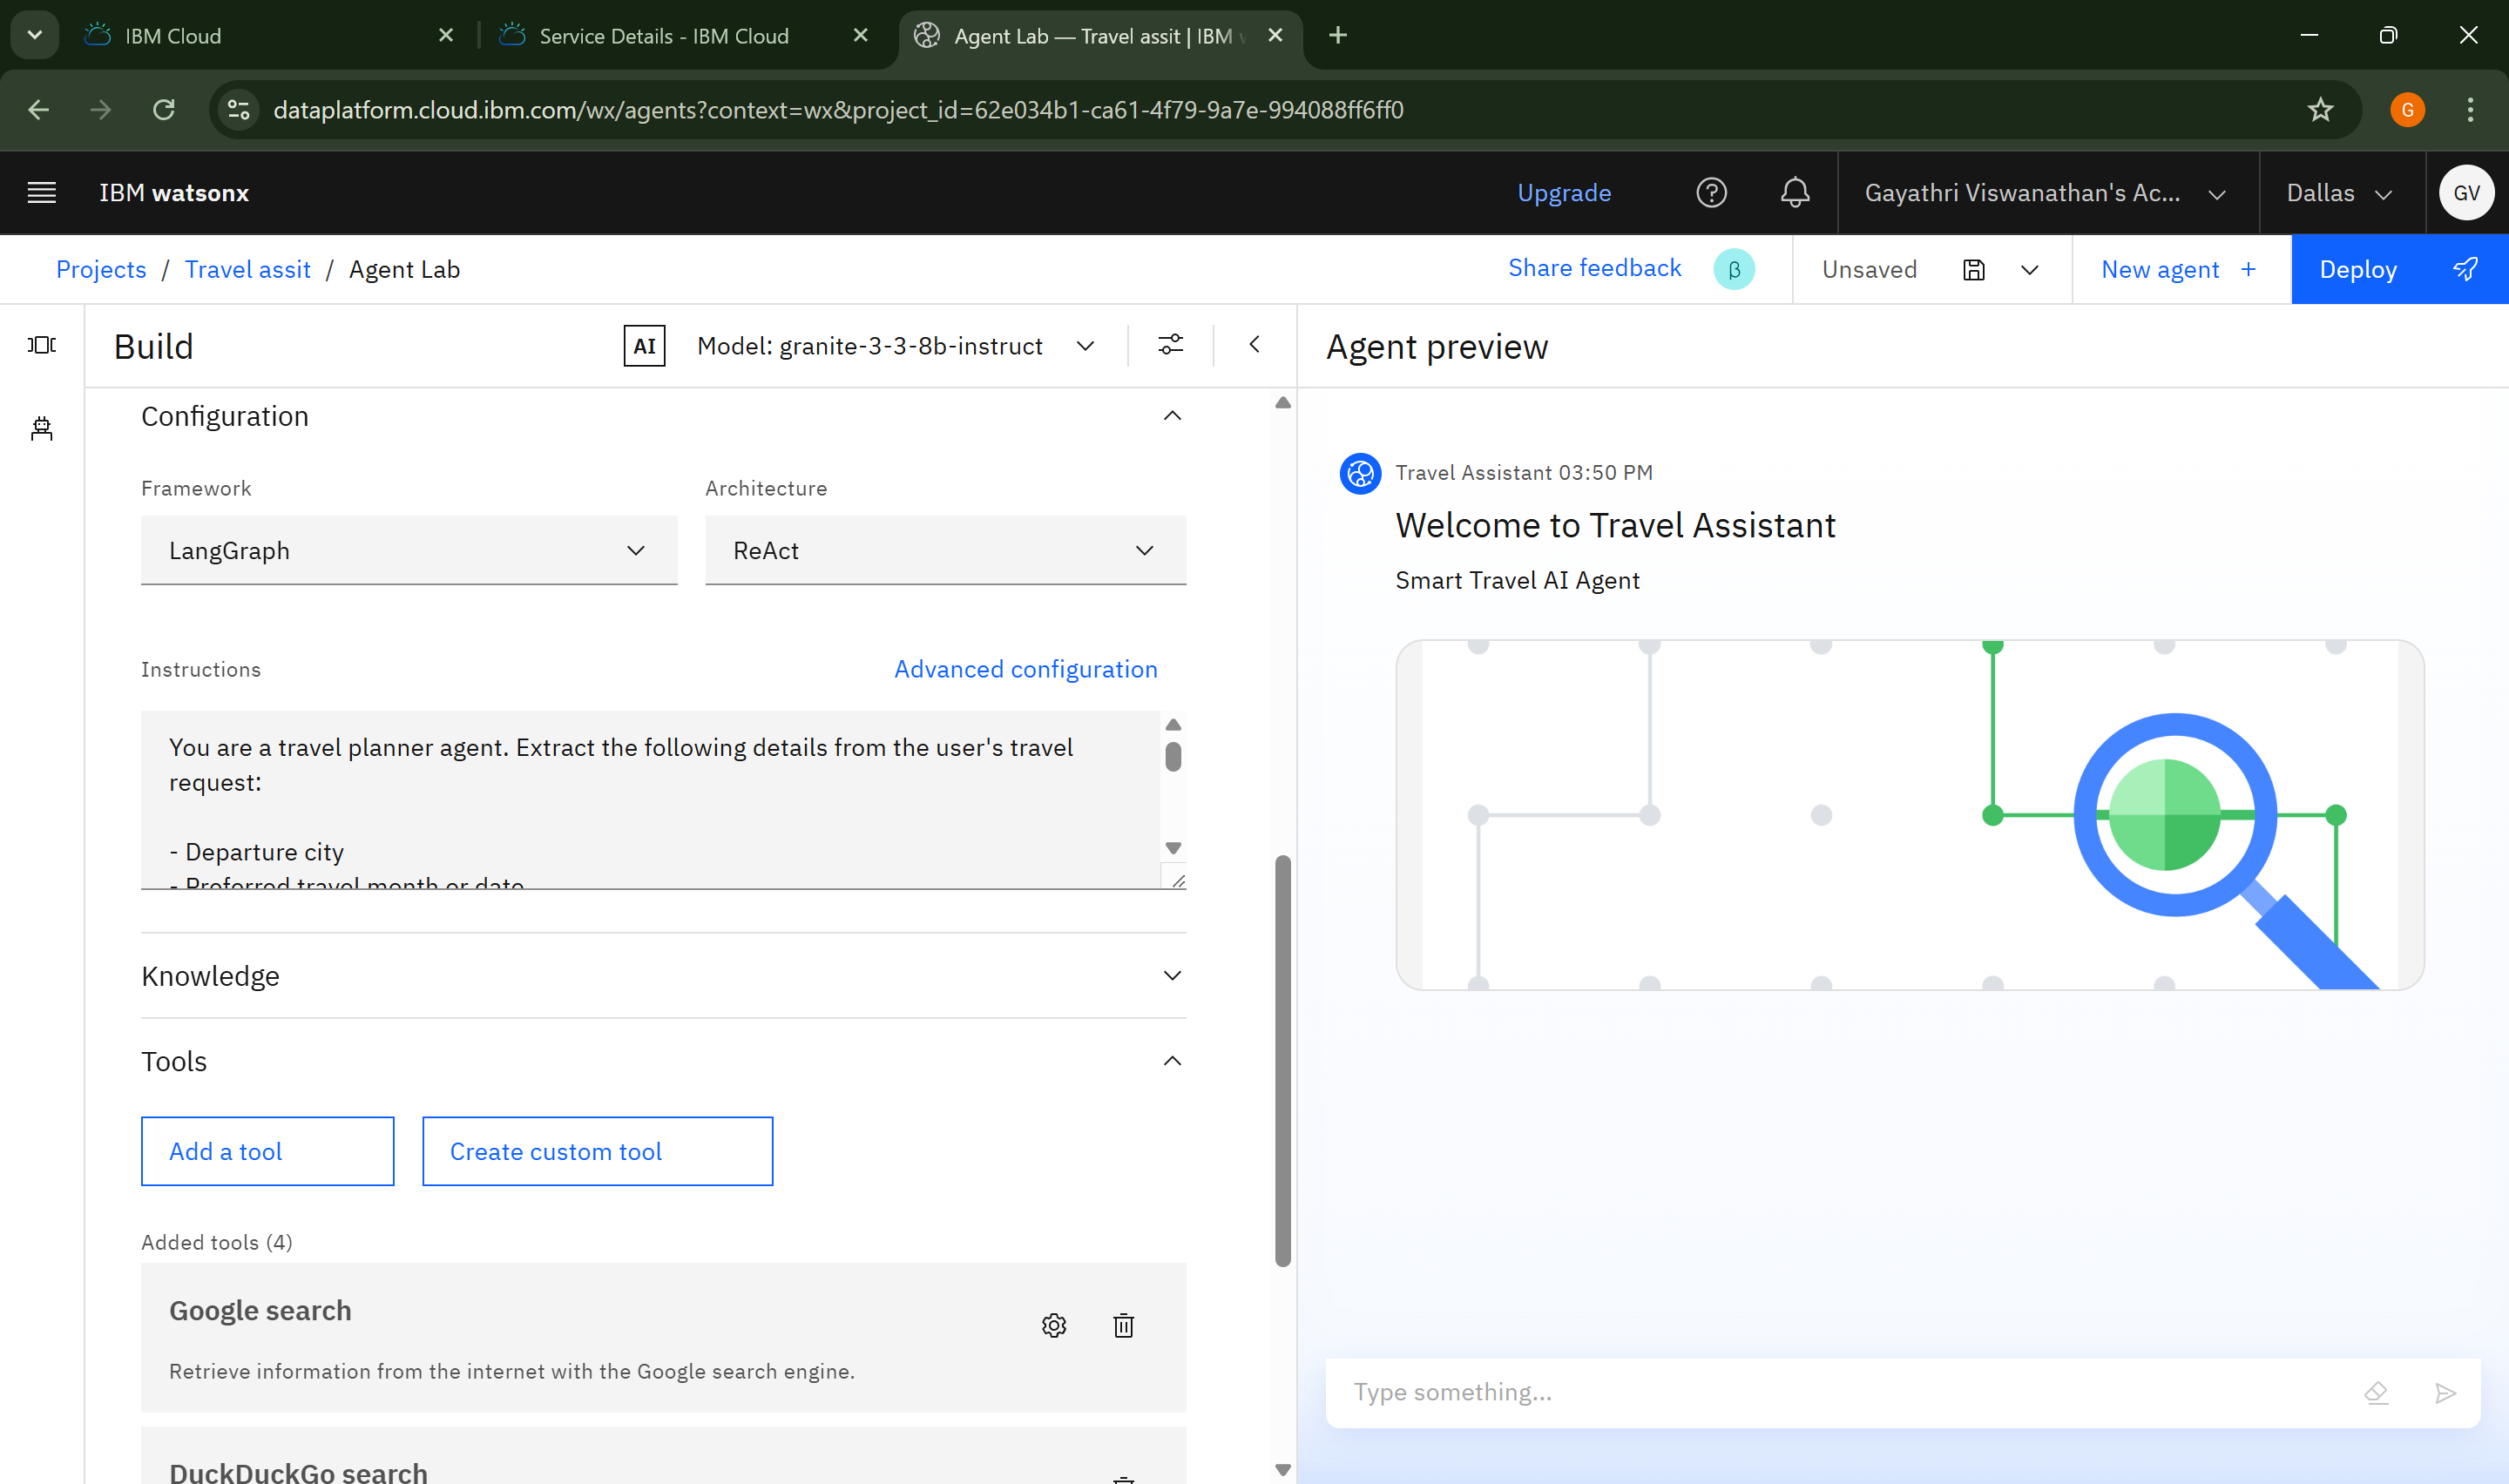 IBM Cloud
Service Details - IBM Cloud
Agent Lab — Travel assit | IBM
dataplatform.cloud.ibm.com/wx/agents?context=wx&project_id=62e034b1-ca61-4f79-9a7e-994088ff6ff0
G
IBM watsonx
Upgrade
Gayathri Viswanathan's Ac...
Dallas
GV
Projects / Travel assit / Agent Lab
Share feedback
β
Unsaved
New agent +
Deploy
Build
AI
Model: granite-3-3-8b-instruct
Agent preview
Configuration
Framework
Architecture
LangGraph
ReAct
Instructions
Advanced configuration
You are a travel planner agent. Extract the following details from the user's travel
request:
- Departure city
- Preferred travel month or date
Knowledge
Tools
Add a tool
Create custom tool
Added tools (4)
Google search
Retrieve information from the internet with the Google search engine.
DuckDuckGo search
Travel Assistant 03:50 PM
Welcome to Travel Assistant
Smart Travel AI Agent
Type something...